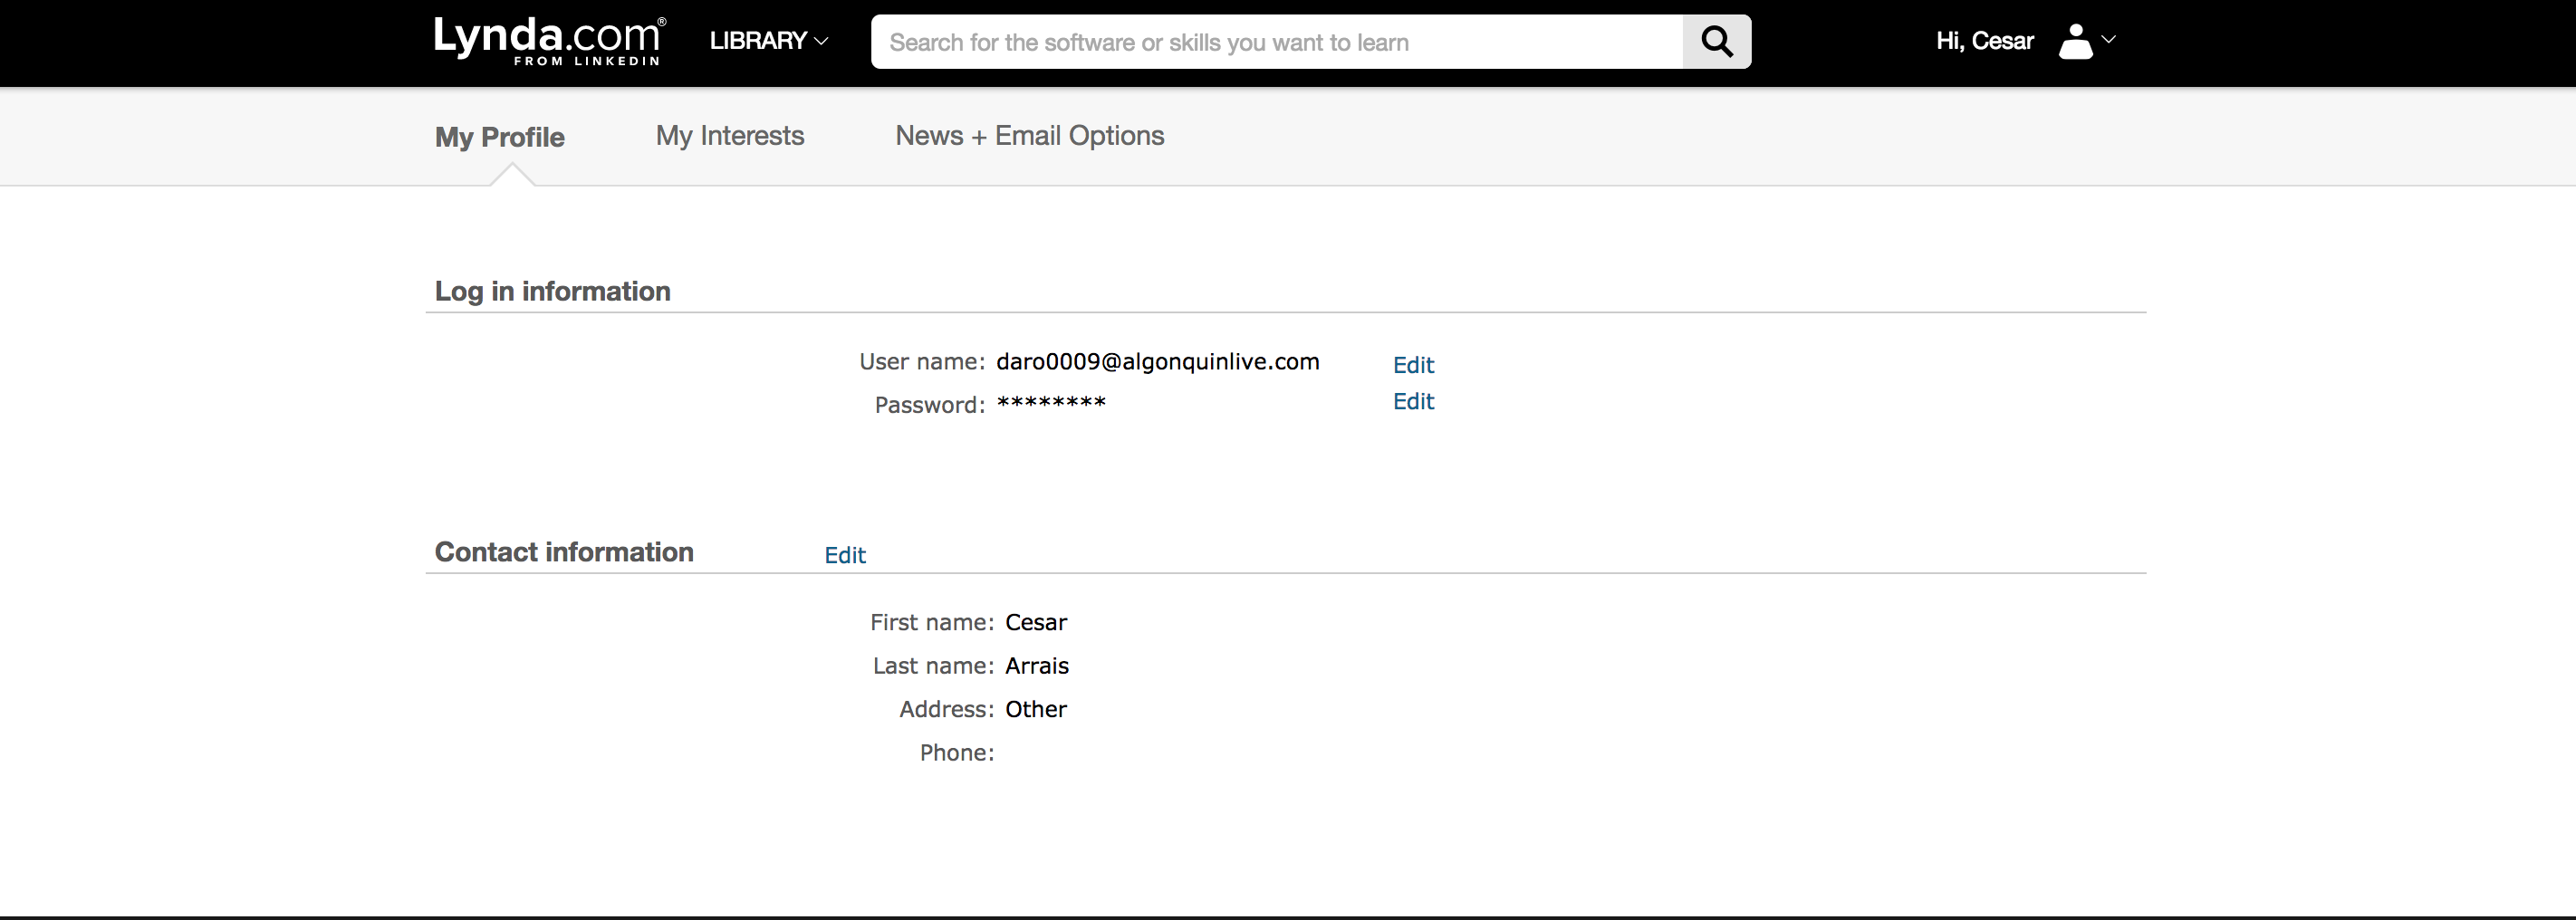 Lynda.com®
FROM LINKEDIN
LIBRARY
Search for the software or skills you want to learn
Hi, Cesar
My Profile
My Interests
News + Email Options
Log in information
User name: daro0009@algonquinlive.com Edit
Password: ******** Edit
Contact information Edit
First name: Cesar
Last name: Arrais
Address: Other
Phone: